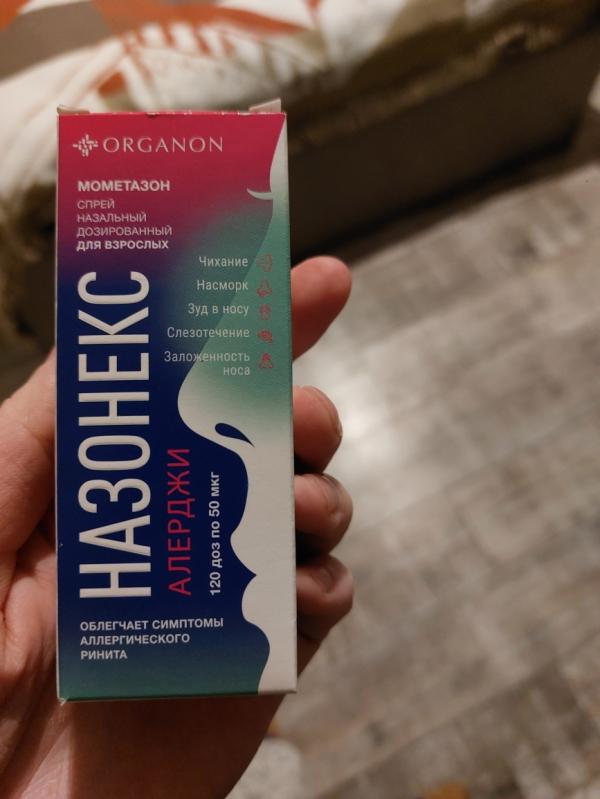 ORGANON
МОМЕТАЗОН
СПРЕЙ
НАЗАЛЬНЫЙ
ДОЗИРОВАННЫЙ
ДЛЯ ВЗРОСЛЫХ
Чихание
Насморк
Зуд в носу
Слезотечение
Заложенность
носа
НАЗОНЕКС
АЛЕРДЖИ
120 доз по 50 мкг
ОБЛЕГЧАЕТ СИМПТОМЫ
АЛЛЕРГИЧЕСКОГО
РИНИТА